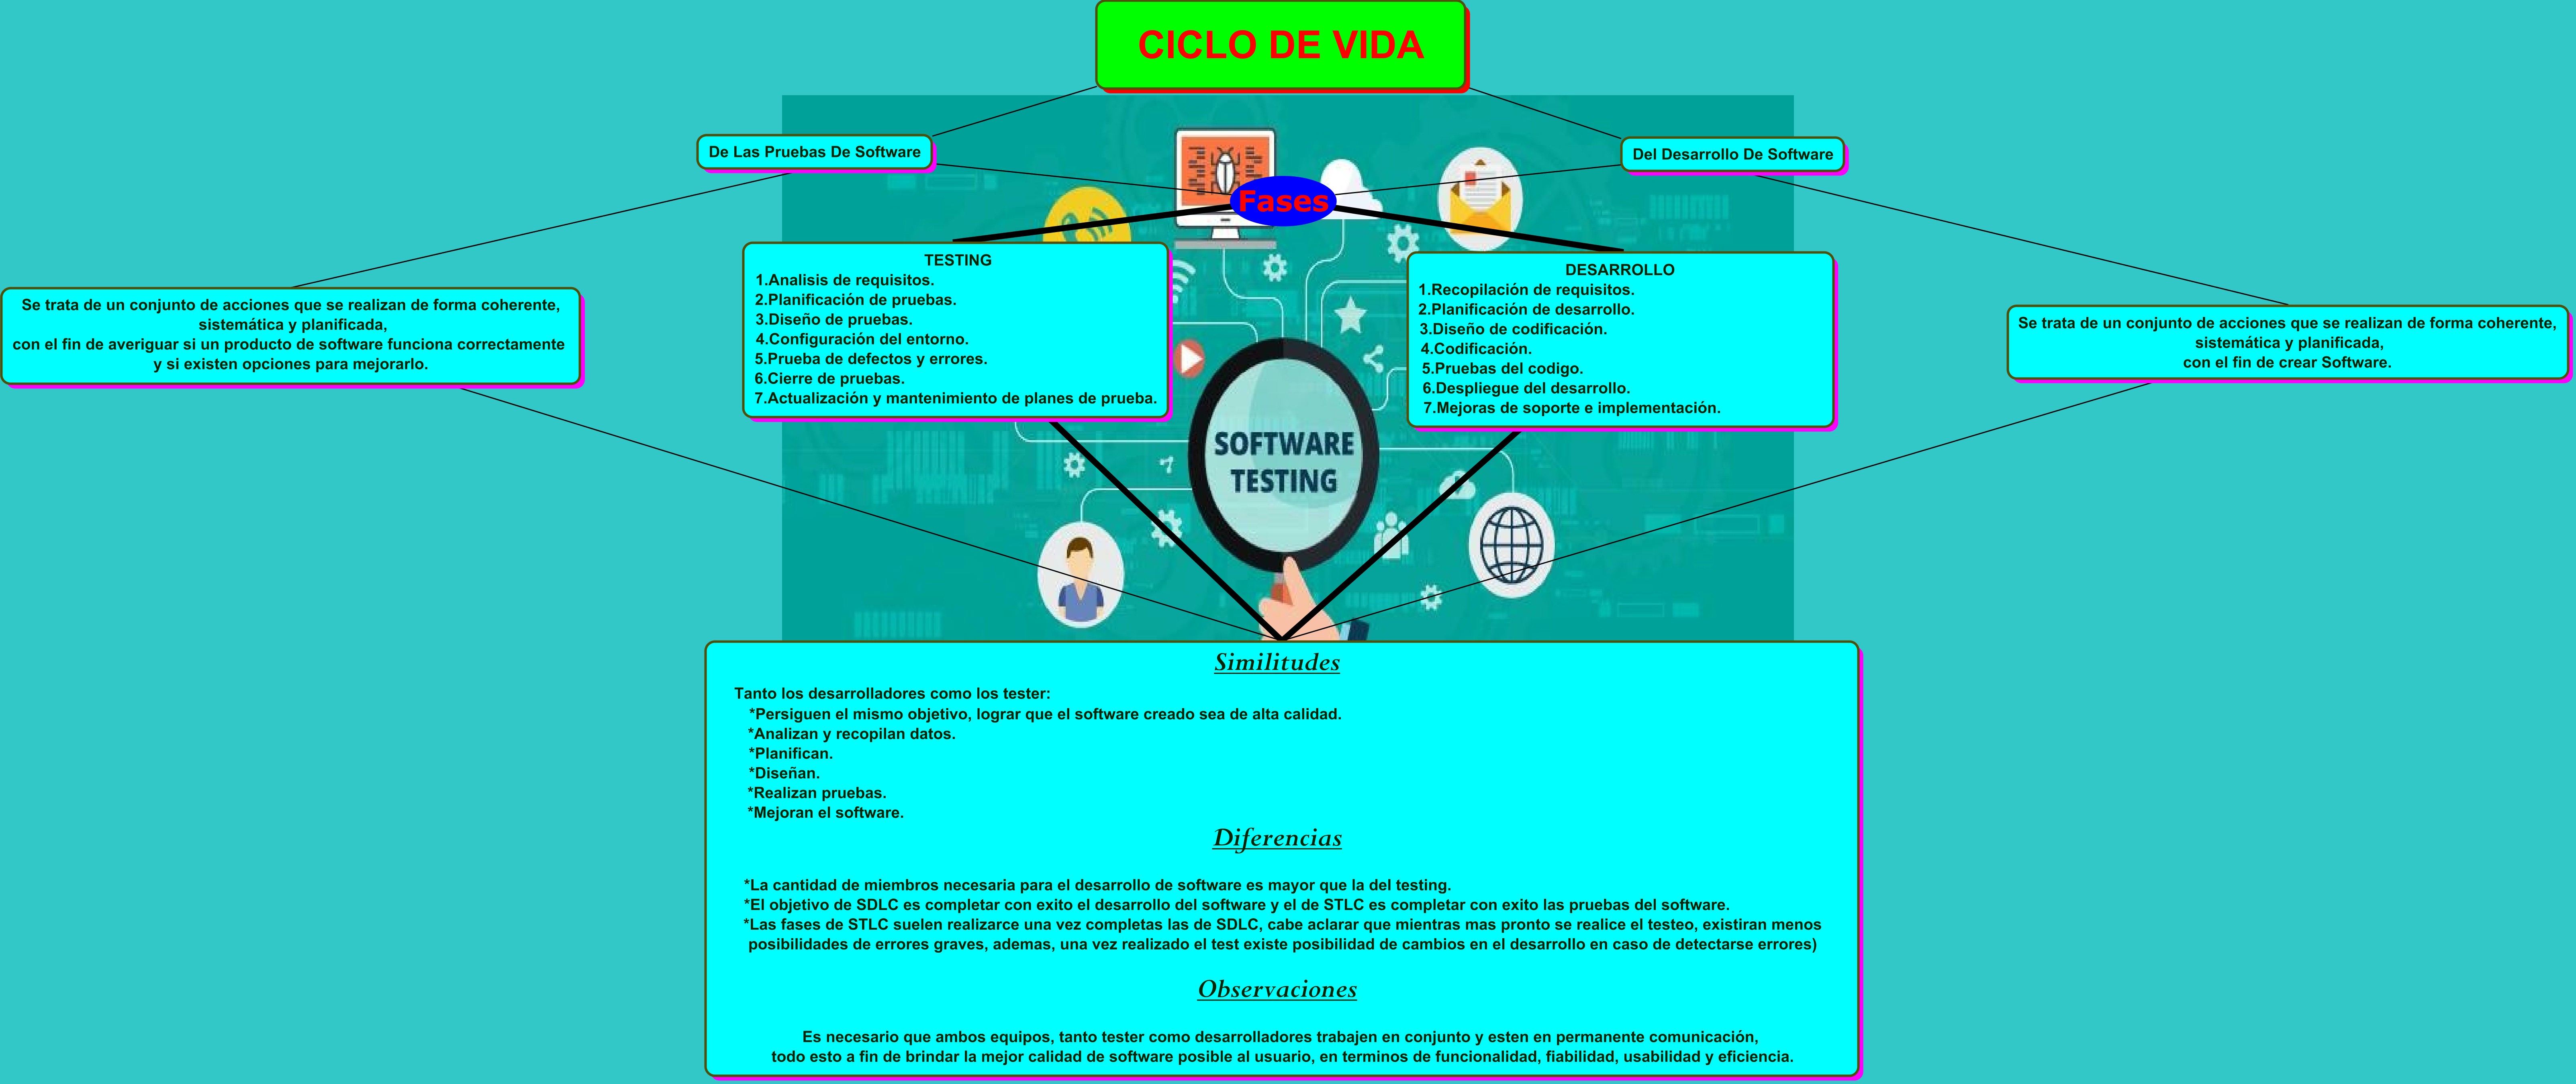 CICLO DE VIDA
De Las Pruebas De Software
Del Desarrollo De Software
Fases
Se trata de un conjunto de acciones que se realizan de forma coherente,
sistemática y planificada,
con el fin de averiguar si un producto de software funciona correctamente
y si existen opciones para mejorarlo.
TESTING
1.Analisis de requisitos.
2.Planificación de pruebas.
3.Diseño de pruebas.
4.Configuración del entorno.
5.Prueba de defectos y errores.
6.Cierre de pruebas.
7.Actualización y mantenimiento de planes de prueba.
DESARROLLO
1.Recopilación de requisitos.
2.Planificación de desarrollo.
3.Diseño de codificación.
4.Codificación.
5.Pruebas del codigo.
6.Despliegue del desarrollo.
7.Mejoras de soporte e implementación.
Se trata de un conjunto de acciones que se realizan de forma coherente,
sistemática y planificada,
con el fin de crear Software.
SOFTWARE
TESTING
Similitudes
Tanto los desarrolladores como los tester:
*Persiguen el mismo objetivo, lograr que el software creado sea de alta calidad.
*Analizan y recopilan datos.
*Planifican.
*Diseñan.
*Realizan pruebas.
*Mejoran el software.
Diferencias
*La cantidad de miembros necesaria para el desarrollo de software es mayor que la del testing.
*El objetivo de SDLC es completar con exito el desarrollo del software y el de STLC es completar con exito las pruebas del software.
*Las fases de STLC suelen realizarce una vez completas las de SDLC, cabe aclarar que mientras mas pronto se realice el testeo, existiran menos
posibilidades de errores graves, ademas, una vez realizado el test existe posibilidad de cambios en el desarrollo en caso de detectarse errores)
Observaciones
Es necesario que ambos equipos, tanto tester como desarrolladores trabajen en conjunto y esten en permanente comunicación,
todo esto a fin de brindar la mejor calidad de software posible al usuario, en terminos de funcionalidad, fiabilidad, usabilidad y eficiencia.